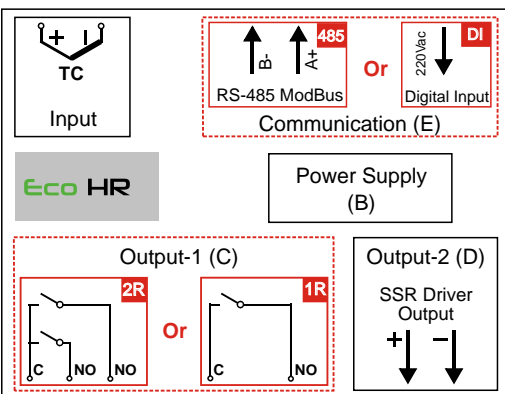 + -
TC
Input
485
B-
A+
RS-485 ModBus
Or
DI
220Vac
Digital Input
Communication (E)
Eco HR
Power Supply
(B)
Output-1 (C)
2R
C NO NO
Or
1R
C NO
Output-2 (D)
SSR Driver
Output
+ -